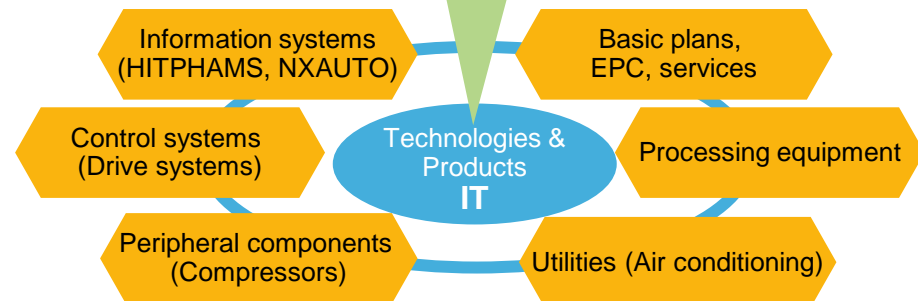 Information systems
(HITPHAMS, NXAUTO)
Basic plans,
EPC, services
Control systems
(Drive systems)
Technologies &
Products
IT
Processing equipment
Peripheral components
(Compressors)
Utilities (Air conditioning)